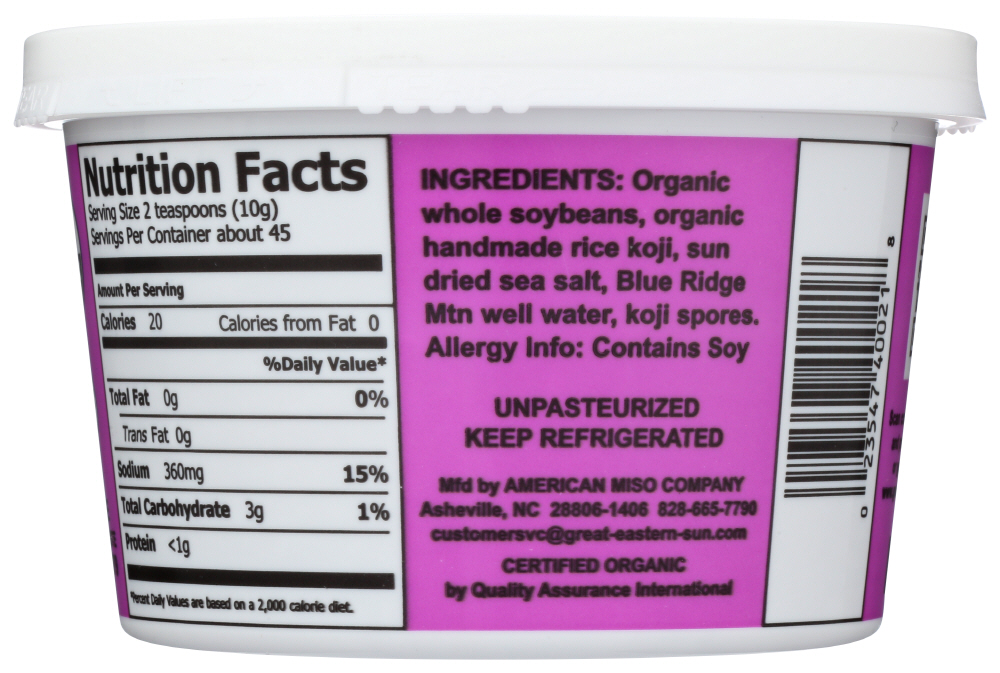 Nutrition Facts
Serving Size 2 teaspoons (10g)
Servings Per Container about 45
Amount Per Serving
Calories 20 Calories from Fat 0
%Daily Value*
Total Fat 0g 0%
Trans Fat 0g
Sodium 360mg 15%
Total Carbohydrate 3g 1%
Protein <1g
*Percent Daily Values are based on a 2,000 calorie diet.
INGREDIENTS: Organic
whole soybeans, organic
handmade rice koji, sun
dried sea salt, Blue Ridge
Mtn well water, koji spores.
Allergy Info: Contains Soy
UNPASTEURIZED
KEEP REFRIGERATED
Mfd by AMERICAN MISO COMPANY
Asheville, NC 28806-1406 828-665-7790
customersvc@great-eastern-sun.com
CERTIFIED ORGANIC
by Quality Assurance International
0 23547 40021 8